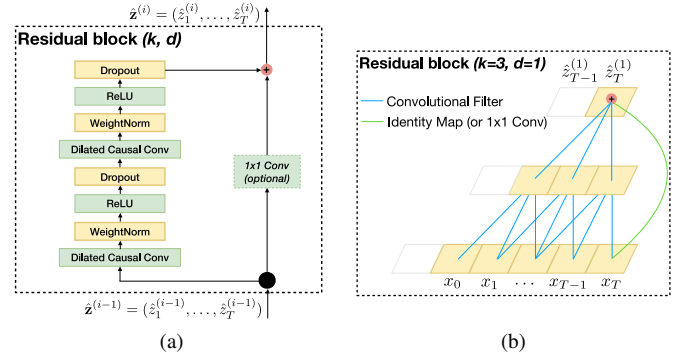 ẑ^(i) = (ẑ_1^(i), . . . , ẑ_T^(i))
Residual block (k, d)
Dropout
ReLU
WeightNorm
Dilated Causal Conv
Dropout
ReLU
WeightNorm
Dilated Causal Conv
+
1x1 Conv
(optional)
ẑ^(i−1) = (ẑ_1^(i−1), . . . , ẑ_T^(i−1))
(a)
Residual block (k=3, d=1)
ẑ_{T−1}^(1) ẑ_T^(1)
+
Convolutional Filter
Identity Map (or 1x1 Conv)
x_0 x_1 . . . x_{T−1} x_T
(b)